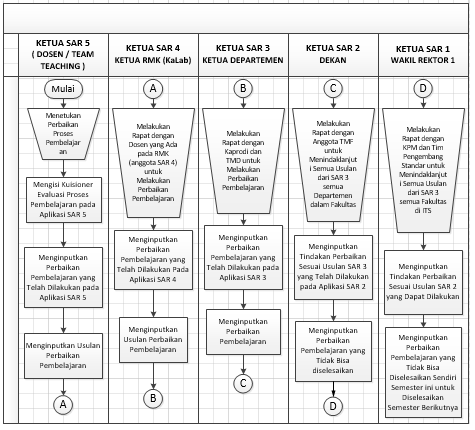 KETUA SAR 5
( DOSEN / TEAM
TEACHING )
KETUA SAR 4
KETUA RMK (KaLab)
KETUA SAR 3
KETUA DEPARTEMEN
KETUA SAR 2
DEKAN
KETUA SAR 1
WAKIL REKTOR 1
Mulai
Menetukan
Perbaikan
Proses
Pembelajar
an
Mengisi Kuisioner
Evaluasi Proses
Pembelajaran pada
Aplikasi SAR 5
Menginputkan
Perbaikan
Pembelajaran yang
Telah Dilakukan pada
Aplikasi SAR 5
Menginputkan Usulan
Perbaikan
Pembelajaran
A
A
Melakukan
Rapat dengan
Dosen yang Ada
pada RMK
(anggota SAR 4)
untuk
Melakukan
Perbaikan
Pembelajaran
Menginputkan
Perbaikan
Pembelajaran yang
Telah Dilakukan Pada
Aplikasi SAR 4
Menginputkan
Usulan Perbaikan
Pembelajaran
B
B
Melakukan
Rapat dengan
Kaprodi dan
TMD untuk
Melakukan
Perbaikan
Pembelajaran
Menginputkan
Perbaikan
Pembelajaran yang
Telah Dilakukan pada
Aplikasi SAR 3
Menginputkan
Perbaikan
Pembelajaran
C
C
Melakukan
Rapat dengan
Anggota TMF
untuk
Menindaklanjut
i Semua Usulan
dari SAR 3
semua
Departemen
dalam Fakultas
Menginputkan
Tindakan Perbaikan
Sesuai Usulan SAR 3
yang Telah Dilakukan
pada Aplikasi SAR 2
Menginputkan
Perbaikan
Pembelajaran yang
Tidak Bisa
diselesaikan
D
D
Melakukan
Rapat dengan
KPM dan Tim
Pengembang
Standar untuk
Menindaklanjut
i Semua Usulan
dari SAR 3
semua Fakultas
di ITS
Menginputkan
Tindakan Perbaikan
Sesuai Usulan SAR 2
yang Dapat Dilakukan
Menginputkan
Perbaikan
Pembelajaran yang
Tidak Bisa
Diselesaikan Sendiri
Semester ini untuk
Diselesaikan
Semester Berikutnya